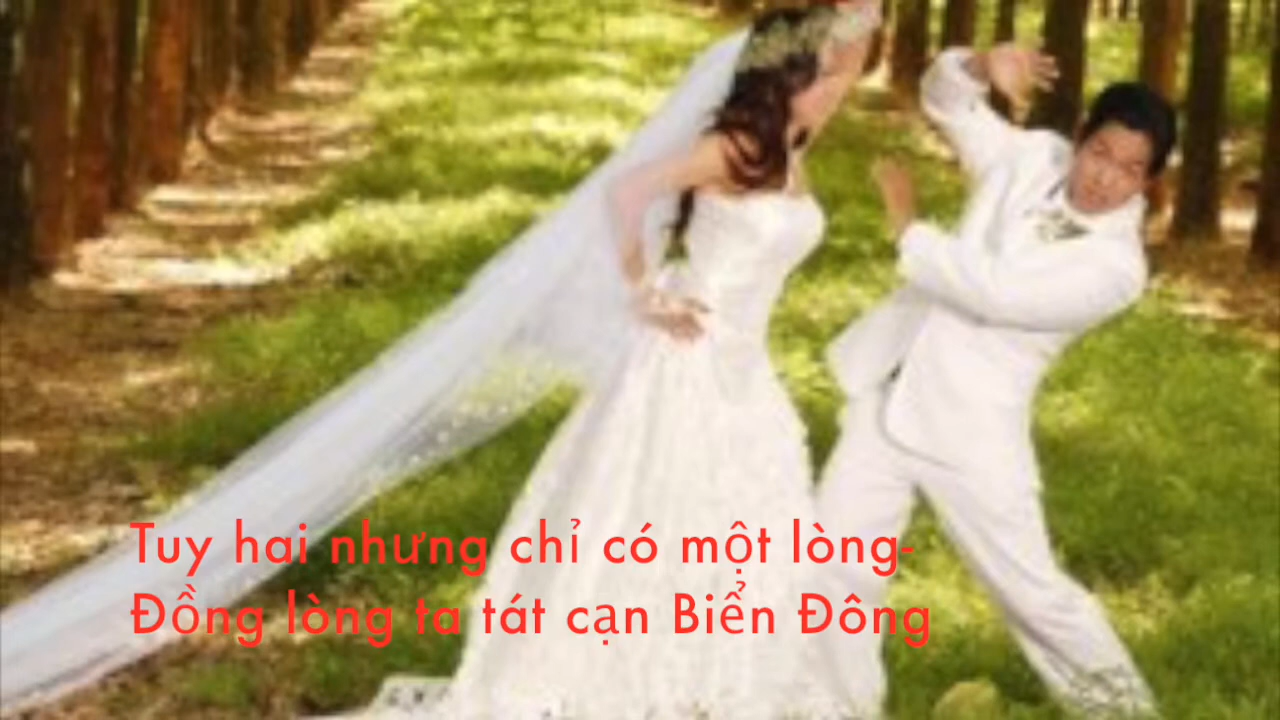 Tuy hai nhưng chỉ có một lòng-
Đồng lòng ta tát cạn Biển Đông